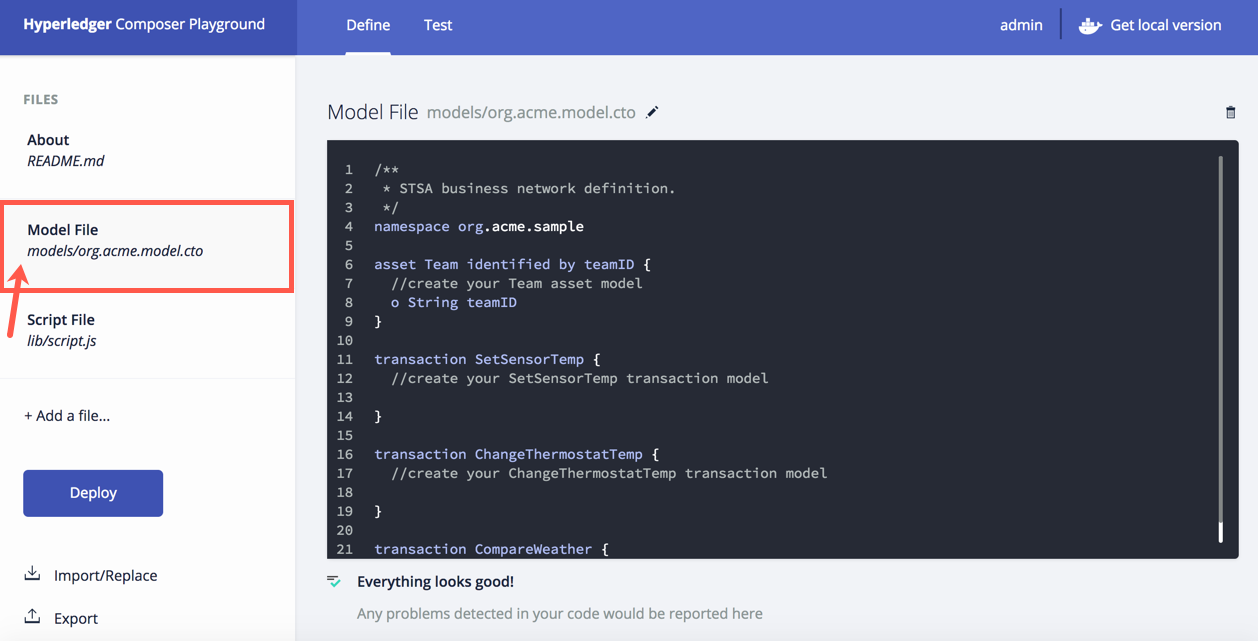 Hyperledger Composer Playground
Define
Test
admin
Get local version
FILES
About
README.md
Model File
models/org.acme.model.cto
Script File
lib/script.js
+ Add a file...
Deploy
Import/Replace
Export
Model File models/org.acme.model.cto
1 /**
2 * STSA business network definition.
3 */
4 namespace org.acme.sample
5
6 asset Team identified by teamID {
7 //create your Team asset model
8 o String teamID
9 }
10
11 transaction SetSensorTemp {
12 //create your SetSensorTemp transaction model
13
14 }
15
16 transaction ChangeThermostatTemp {
17 //create your ChangeThermostatTemp transaction model
18
19 }
20
21 transaction CompareWeather {
Everything looks good!
Any problems detected in your code would be reported here